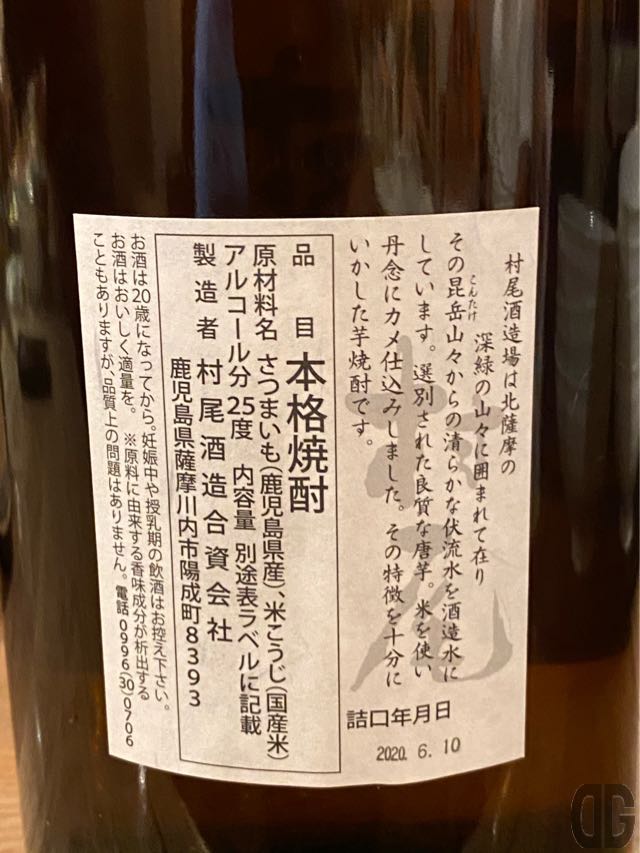 村尾酒造場は北薩摩の
深緑の山々に囲まれて在り
その昆岳山々からの清らかな伏流水を酒造水に
こんたけ
しています。選別された良質な唐芋。米を使い
丹念にカメ仕込みしました。その特徴を十分に
いかした芋焼酎です。
村尾
詰口年月日
2020. 6. 10
品目 本格焼酎
原材料名 さつまいも(鹿児島県産)、米こうじ(国産米)
アルコール分 25度 内容量 別途表ラベルに記載
製造者 村尾酒造合資会社
鹿児島県薩摩川内市陽成町8393
お酒は20歳になってから。妊娠中や授乳期の飲酒はお控え下さい。
お酒はおいしく適量を。 ※原料に由来する香味成分が析出する
こともありますが、品質上の問題はありません。電話0996(30)0706
DG